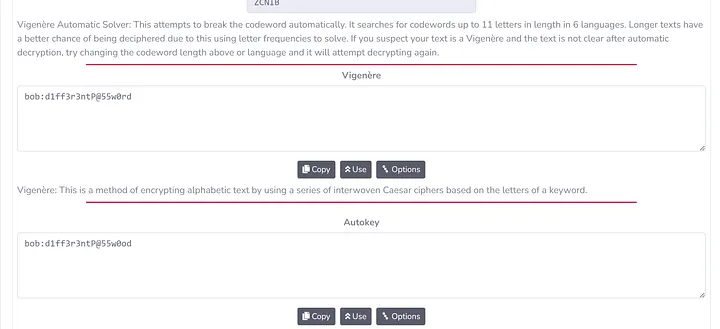 ZCNIB
Vigenère Automatic Solver: This attempts to break the codeword automatically. It searches for codewords up to 11 letters in length in 6 languages. Longer texts have
a better chance of being deciphered due to this using letter frequencies to solve. If you suspect your text is a Vigenère and the text is not clear after automatic
decryption, try changing the codeword length above or language and it will attempt decrypting again.
Vigenère
bob:d1ff3r3ntP@55w0rd
Copy Use Options
Vigenère: This is a method of encrypting alphabetic text by using a series of interwoven Caesar ciphers based on the letters of a keyword.
Autokey
bob:d1ff3r3ntP@55w0od
Copy Use Options